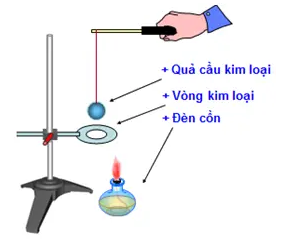 + Quả cầu kim loại
+ Vòng kim loại
+ Đèn cồn